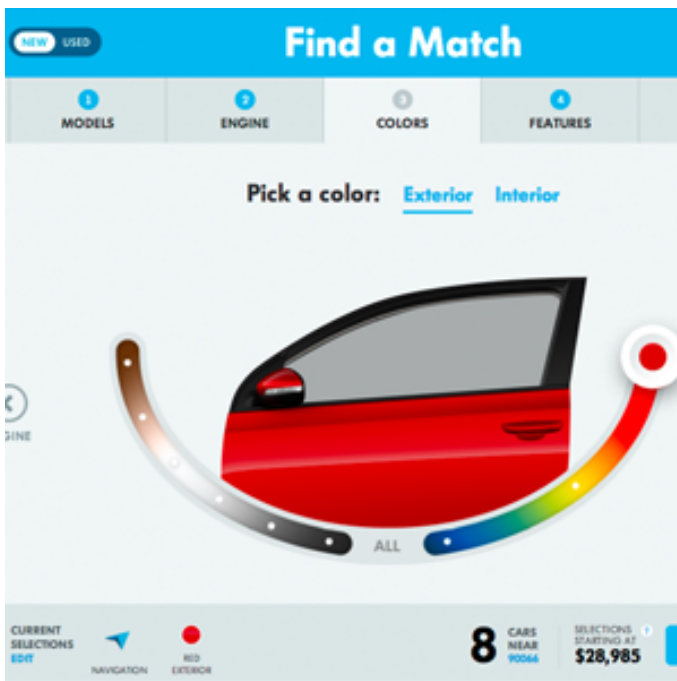 NEW USED
Find a Match
1
MODELS
2
ENGINE
3
COLORS
4
FEATURES
Pick a color: Exterior Interior
GINE
ALL
CURRENT
SELECTIONS
EDIT
NAVIGATION
RED
EXTERIOR
8
CARS
NEAR
90066
SELECTIONS ?
STARTING AT
$28,985